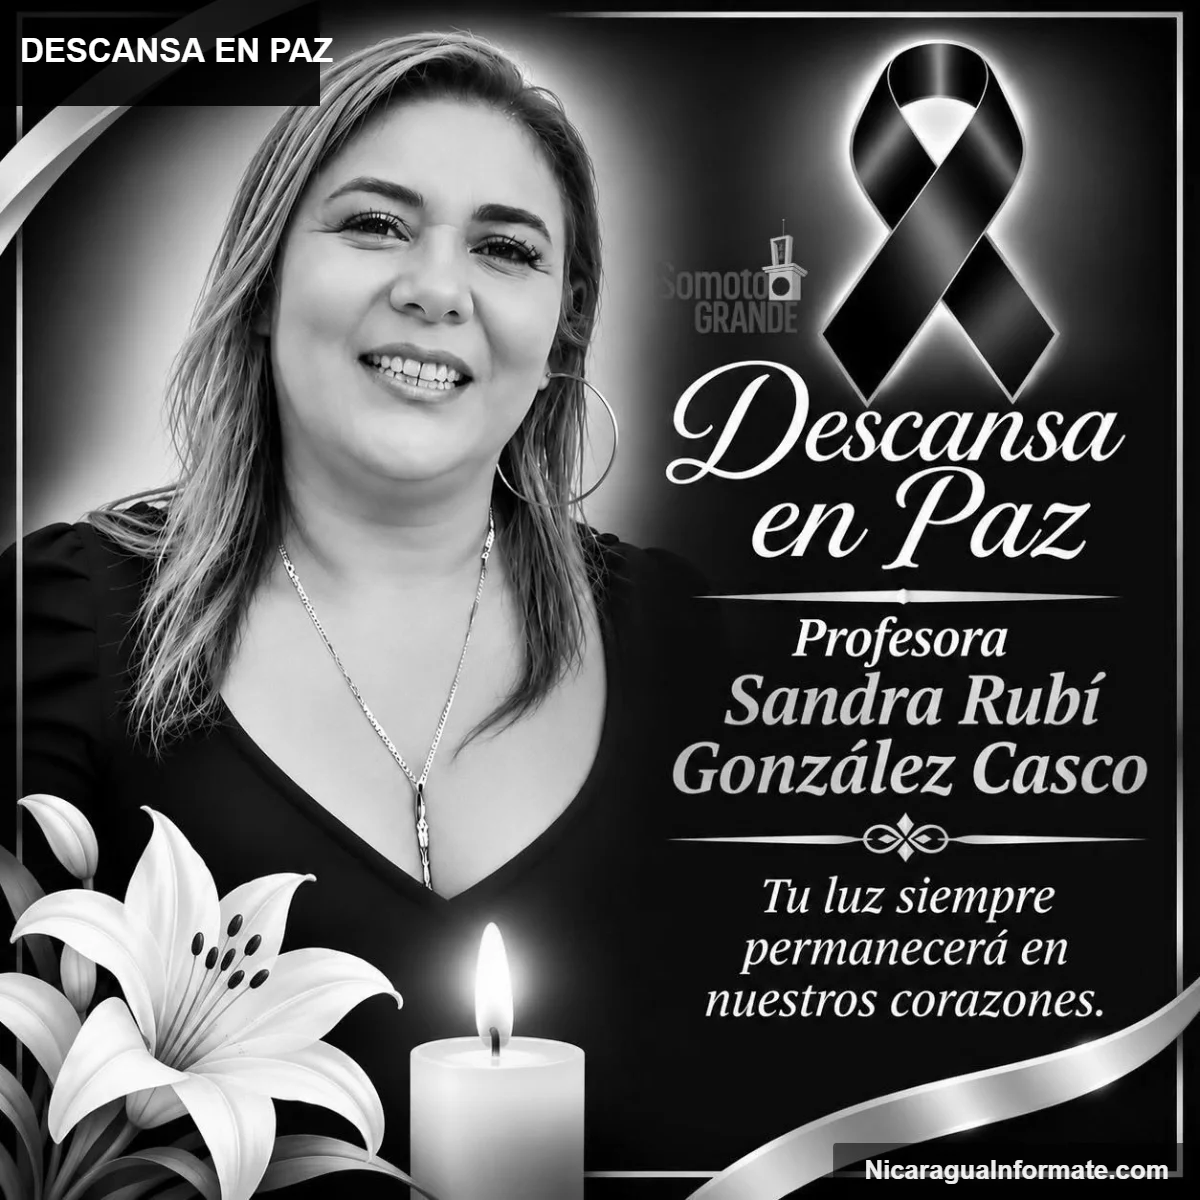 DESCANSA EN PAZ
Somoto
GRANDE
Descansa
en Paz
Profesora
Sandra Rubí
González Casco
Tu luz siempre
permanecerá en
nuestros corazones.
NicaraguaInformate.com